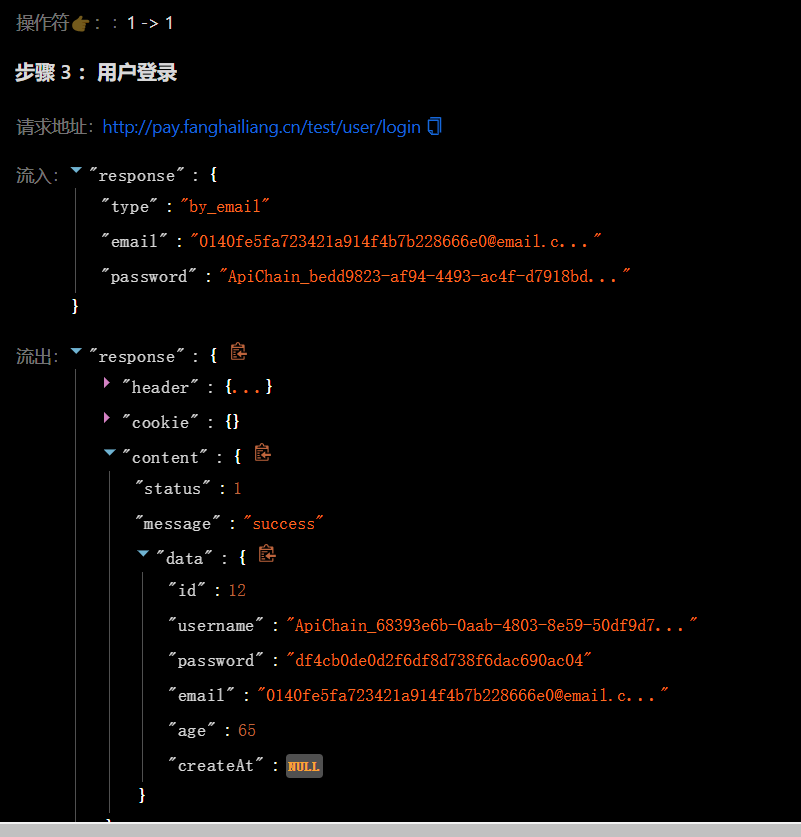 操作符👉：：1 -> 1
步骤 3 ：用户登录
请求地址：http://pay.fanghailiang.cn/test/user/login
流入： "response" : {
"type" : "by_email"
"email" : "0140fe5fa723421a914f4b7b228666e0@email.c..."
"password" : "ApiChain_bedd9823-af94-4493-ac4f-d7918bd..."
}
流出： "response" : {
"header" : {...}
"cookie" : {}
"content" : {
"status" : 1
"message" : "success"
"data" : {
"id" : 12
"username" : "ApiChain_68393e6b-0aab-4803-8e59-50df9d7..."
"password" : "df4cb0de0d2f6df8d738f6dac690ac04"
"email" : "0140fe5fa723421a914f4b7b228666e0@email.c..."
"age" : 65
"createAt" : NULL
}